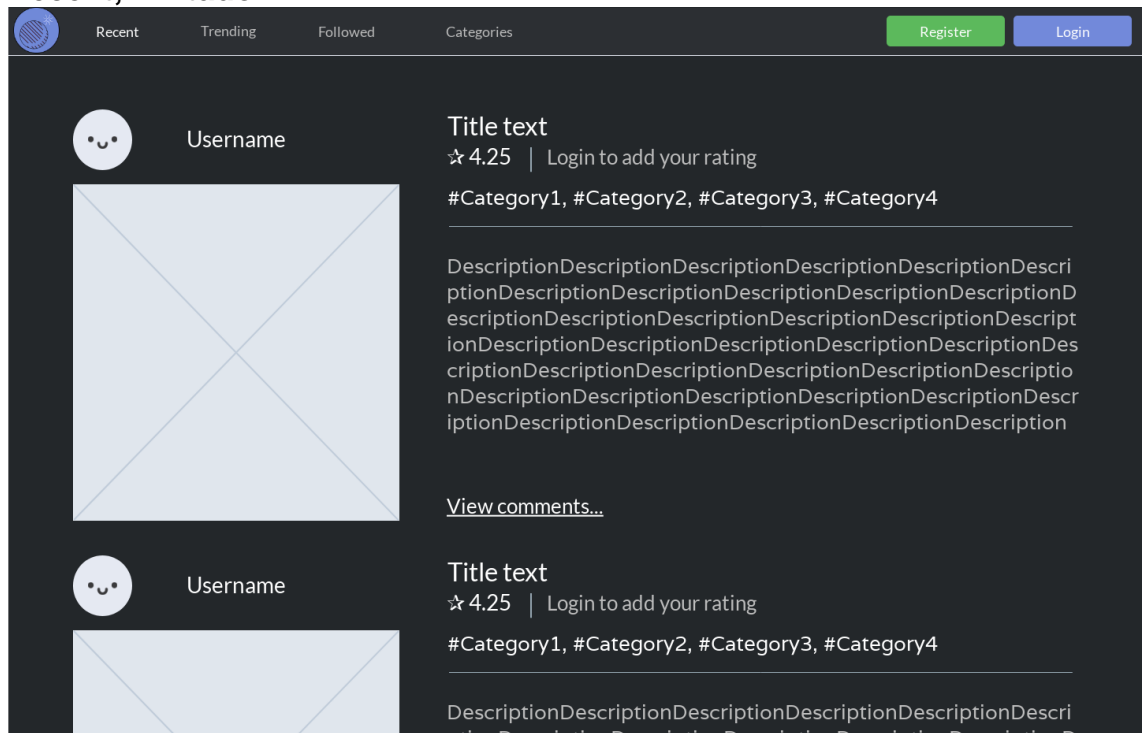 Recent
Trending
Followed
Categories
Register
Login
Username
Title text
☆ 4.25 | Login to add your rating
#Category1, #Category2, #Category3, #Category4
DescriptionDescriptionDescriptionDescriptionDescriptionDescri
ptionDescriptionDescriptionDescriptionDescriptionDescriptionD
escriptionDescriptionDescriptionDescriptionDescriptionDescript
ionDescriptionDescriptionDescriptionDescriptionDescriptionDes
criptionDescriptionDescriptionDescriptionDescriptionDescriptio
nDescriptionDescriptionDescriptionDescriptionDescriptionDescr
iptionDescriptionDescriptionDescriptionDescriptionDescription
View comments...
Username
Title text
☆ 4.25 | Login to add your rating
#Category1, #Category2, #Category3, #Category4
DescriptionDescriptionDescriptionDescriptionDescriptionDescri